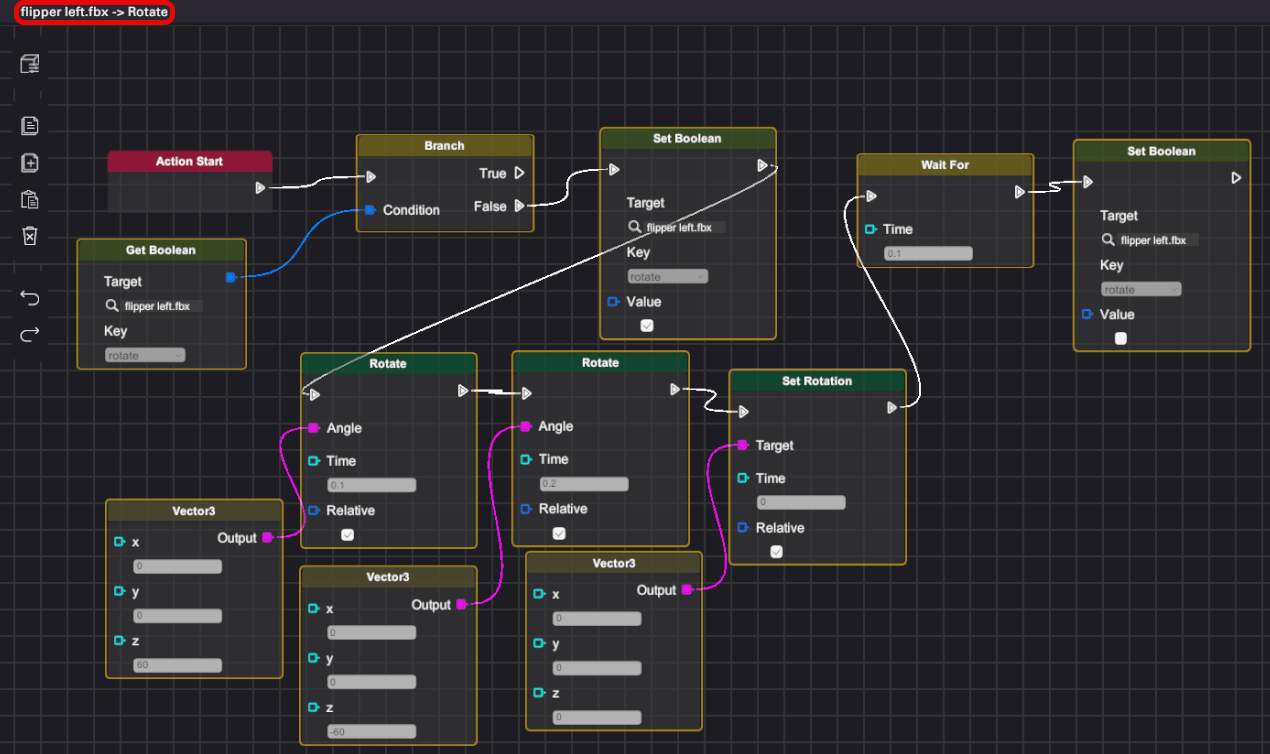 flipper left.fbx -> Rotate
Action Start
Get Boolean
Target
flipper left.fbx
Key
rotate
Branch
True
Condition
False
Set Boolean
Target
flipper left.fbx
Key
rotate
Value
Wait For
Time
0.1
Set Boolean
Target
flipper left.fbx
Key
rotate
Value
Rotate
Angle
Time
0.1
Relative
Rotate
Angle
Time
0.2
Relative
Set Rotation
Target
Time
0
Relative
Vector3
Output
x
0
y
0
z
60
Vector3
Output
x
0
y
0
z
-60
Vector3
Output
x
0
y
0
z
0